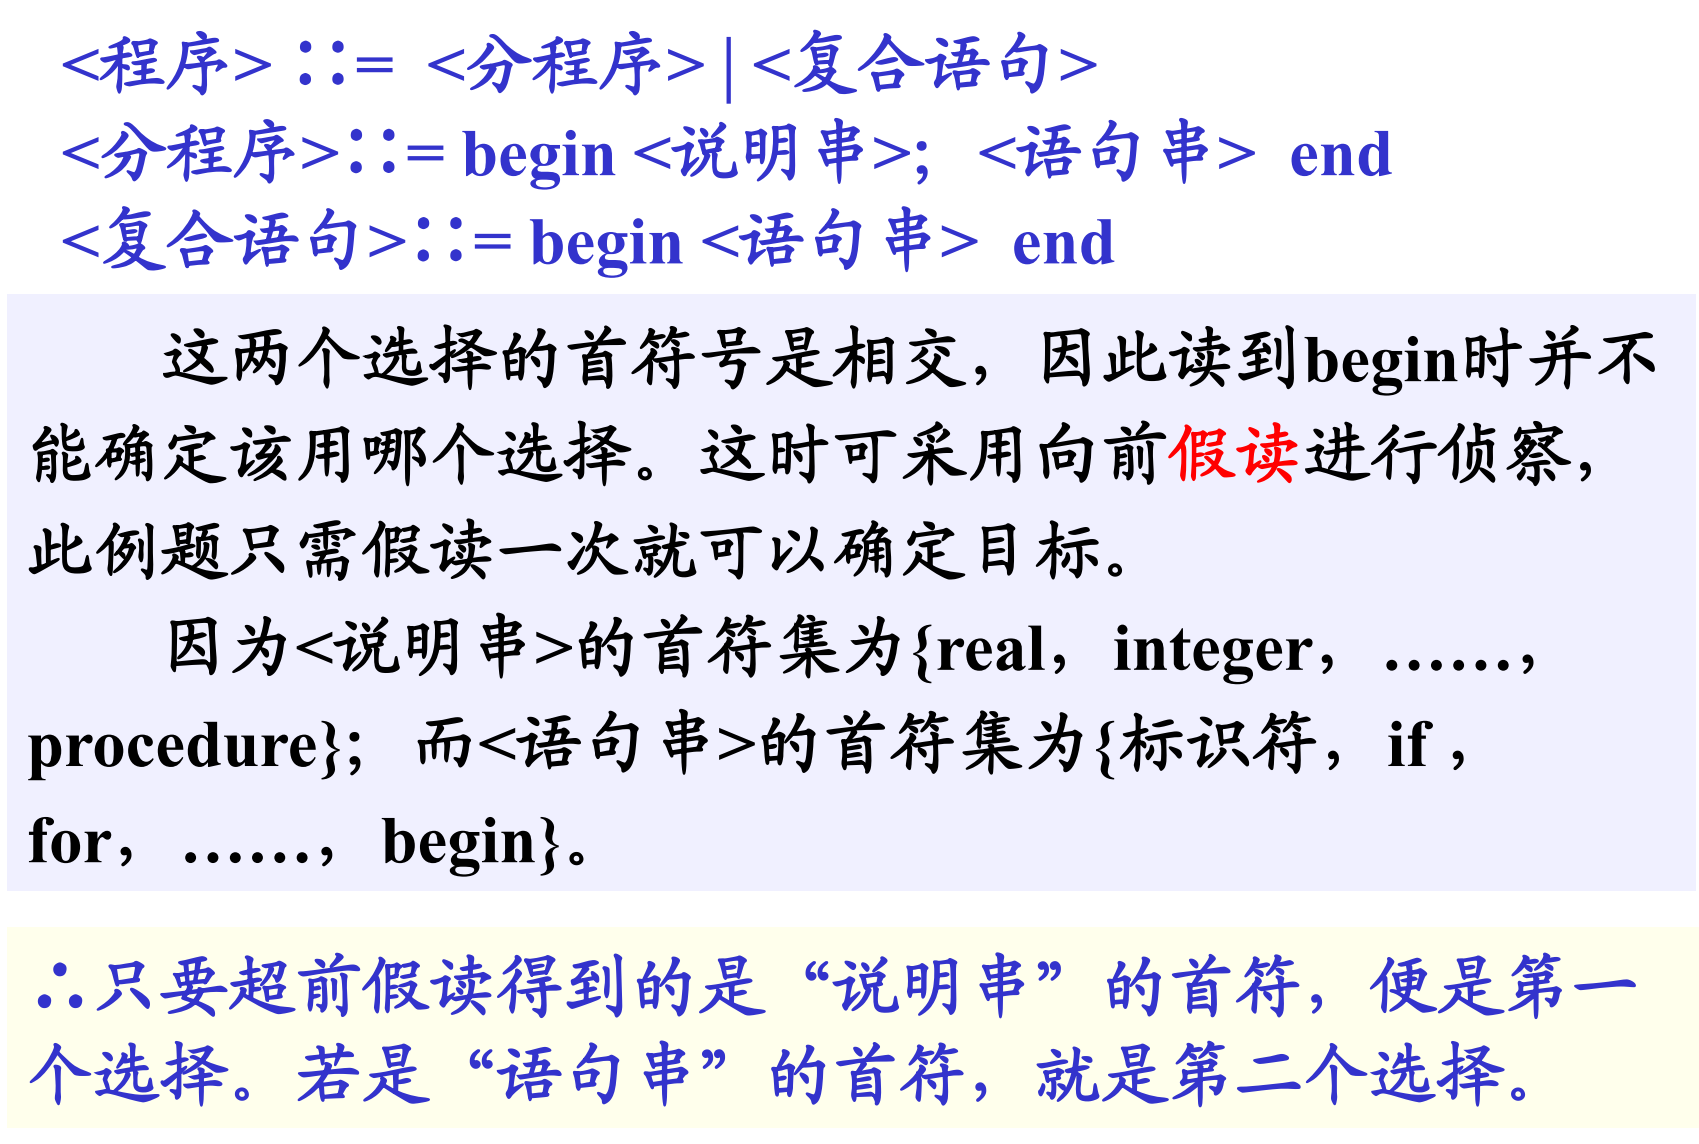 <程序> ∷= <分程序> | <复合语句>
<分程序>∷= begin <说明串>; <语句串> end
<复合语句>∷= begin <语句串> end
这两个选择的首符号是相交，因此读到begin时并不
能确定该用哪个选择。这时可采用向前假读进行侦察，
此例题只需假读一次就可以确定目标。
因为<说明串>的首符集为{real，integer，……，
procedure}；而<语句串>的首符集为{标识符，if ，
for，……，begin}。
∴只要超前假读得到的是“说明串”的首符，便是第一
个选择。若是“语句串”的首符，就是第二个选择。